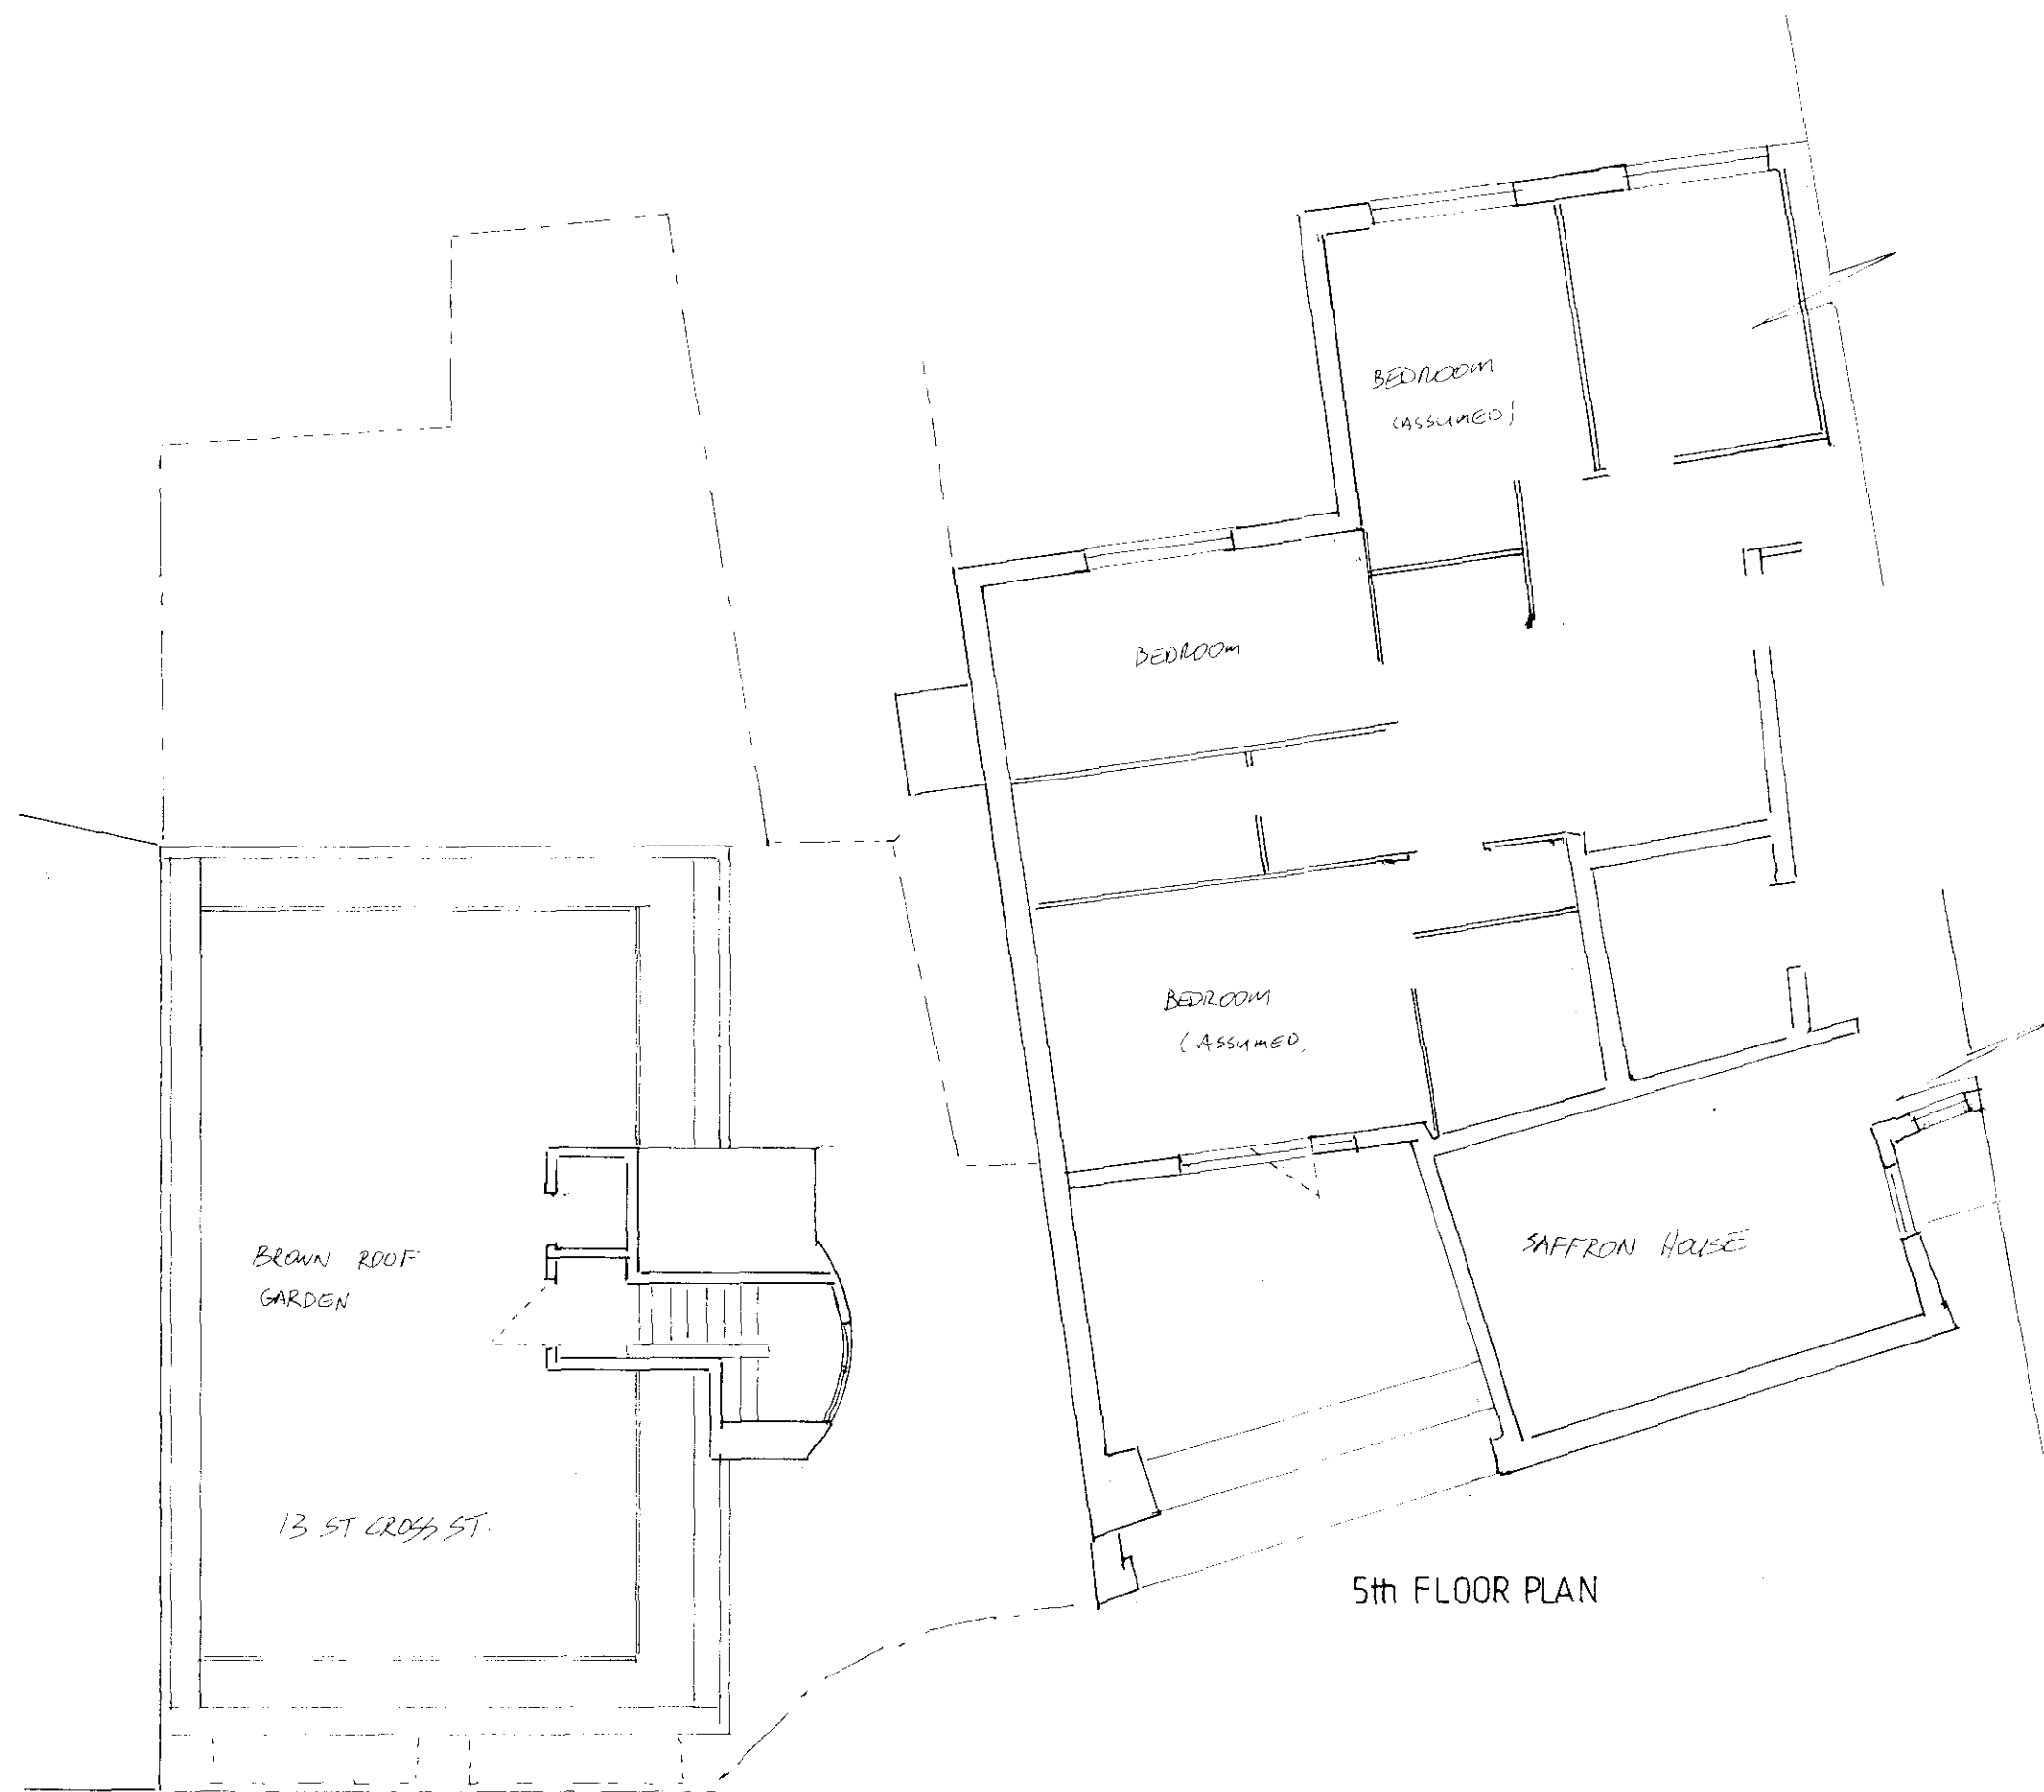 BEDROOM
(ASSUMED)
BEDROOM
BEDROOM
(ASSUMED,
BROWN ROOF
GARDEN
SAFFRON HOUSE
13 ST CROSS ST.
5th FLOOR PLAN